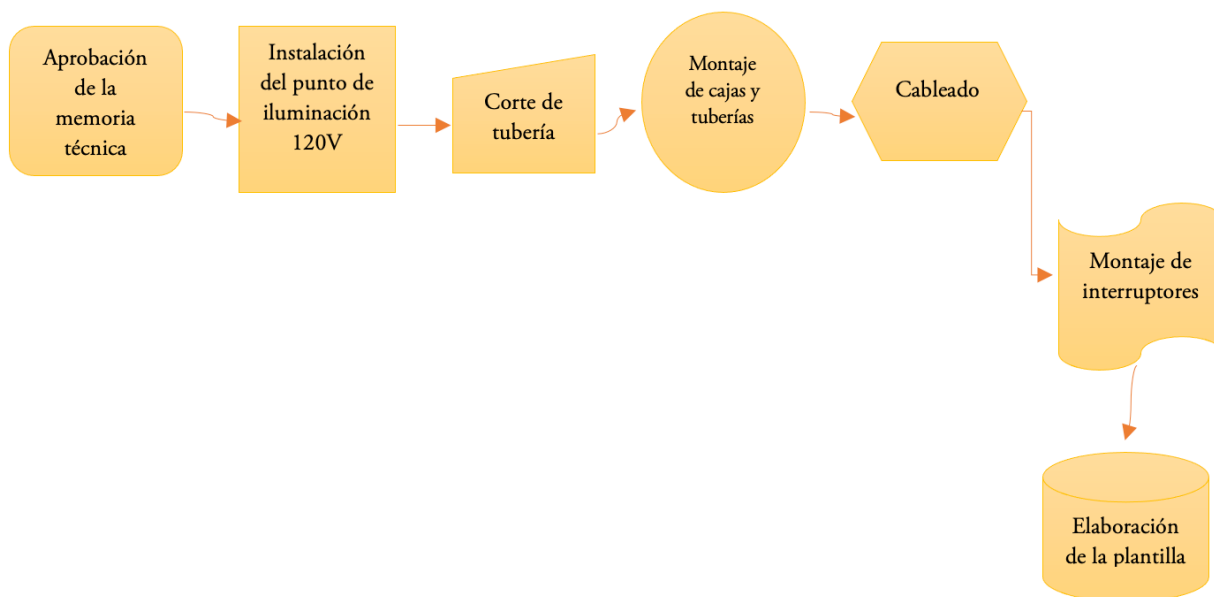 Aprobación
de la
memoria
técnica
Instalación
del punto de
iluminación
120V
Corte de
tubería
Montaje
de cajas y
tuberías
Cableado
Montaje de
interruptores
Elaboración
de la plantilla